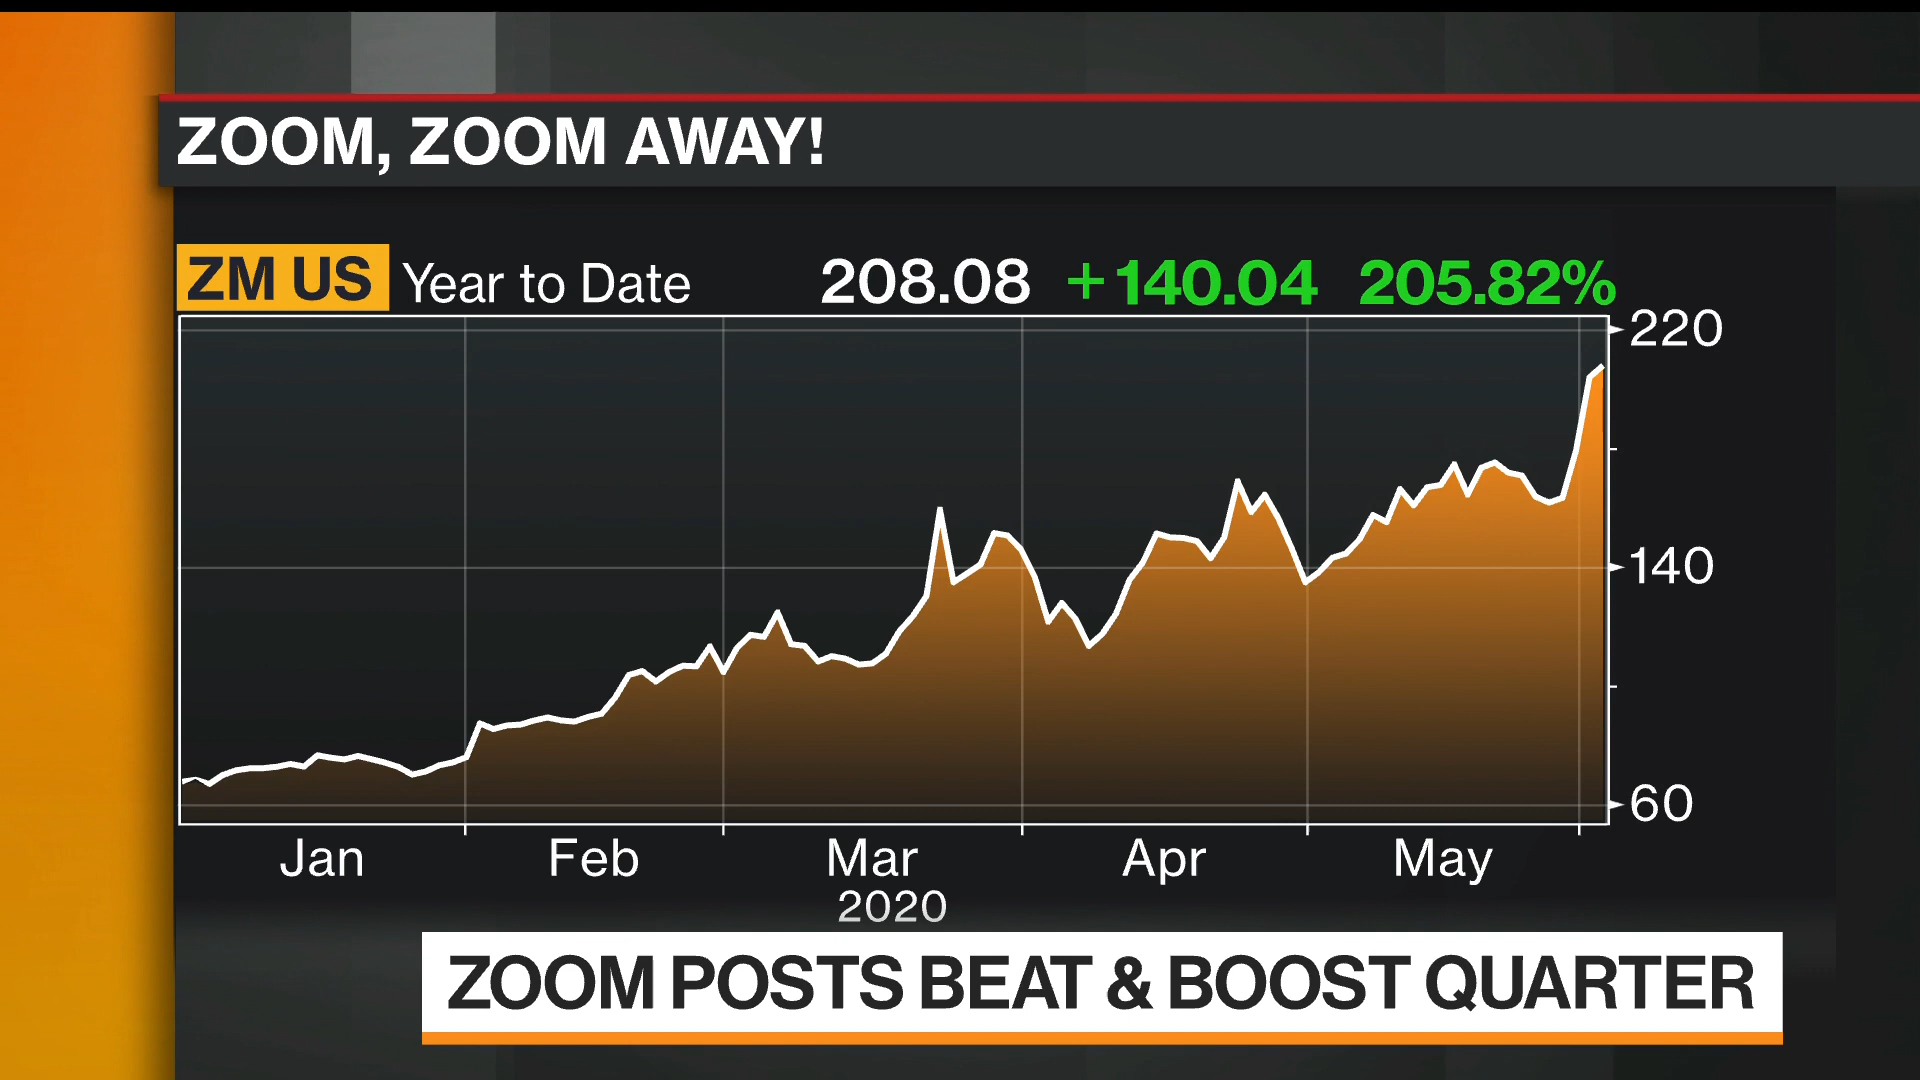 ZOOM, ZOOM AWAY!
ZM US Year to Date 208.08 +140.04 205.82%
220
140
60
Jan Feb Mar Apr May
2020
ZOOM POSTS BEAT & BOOST QUARTER